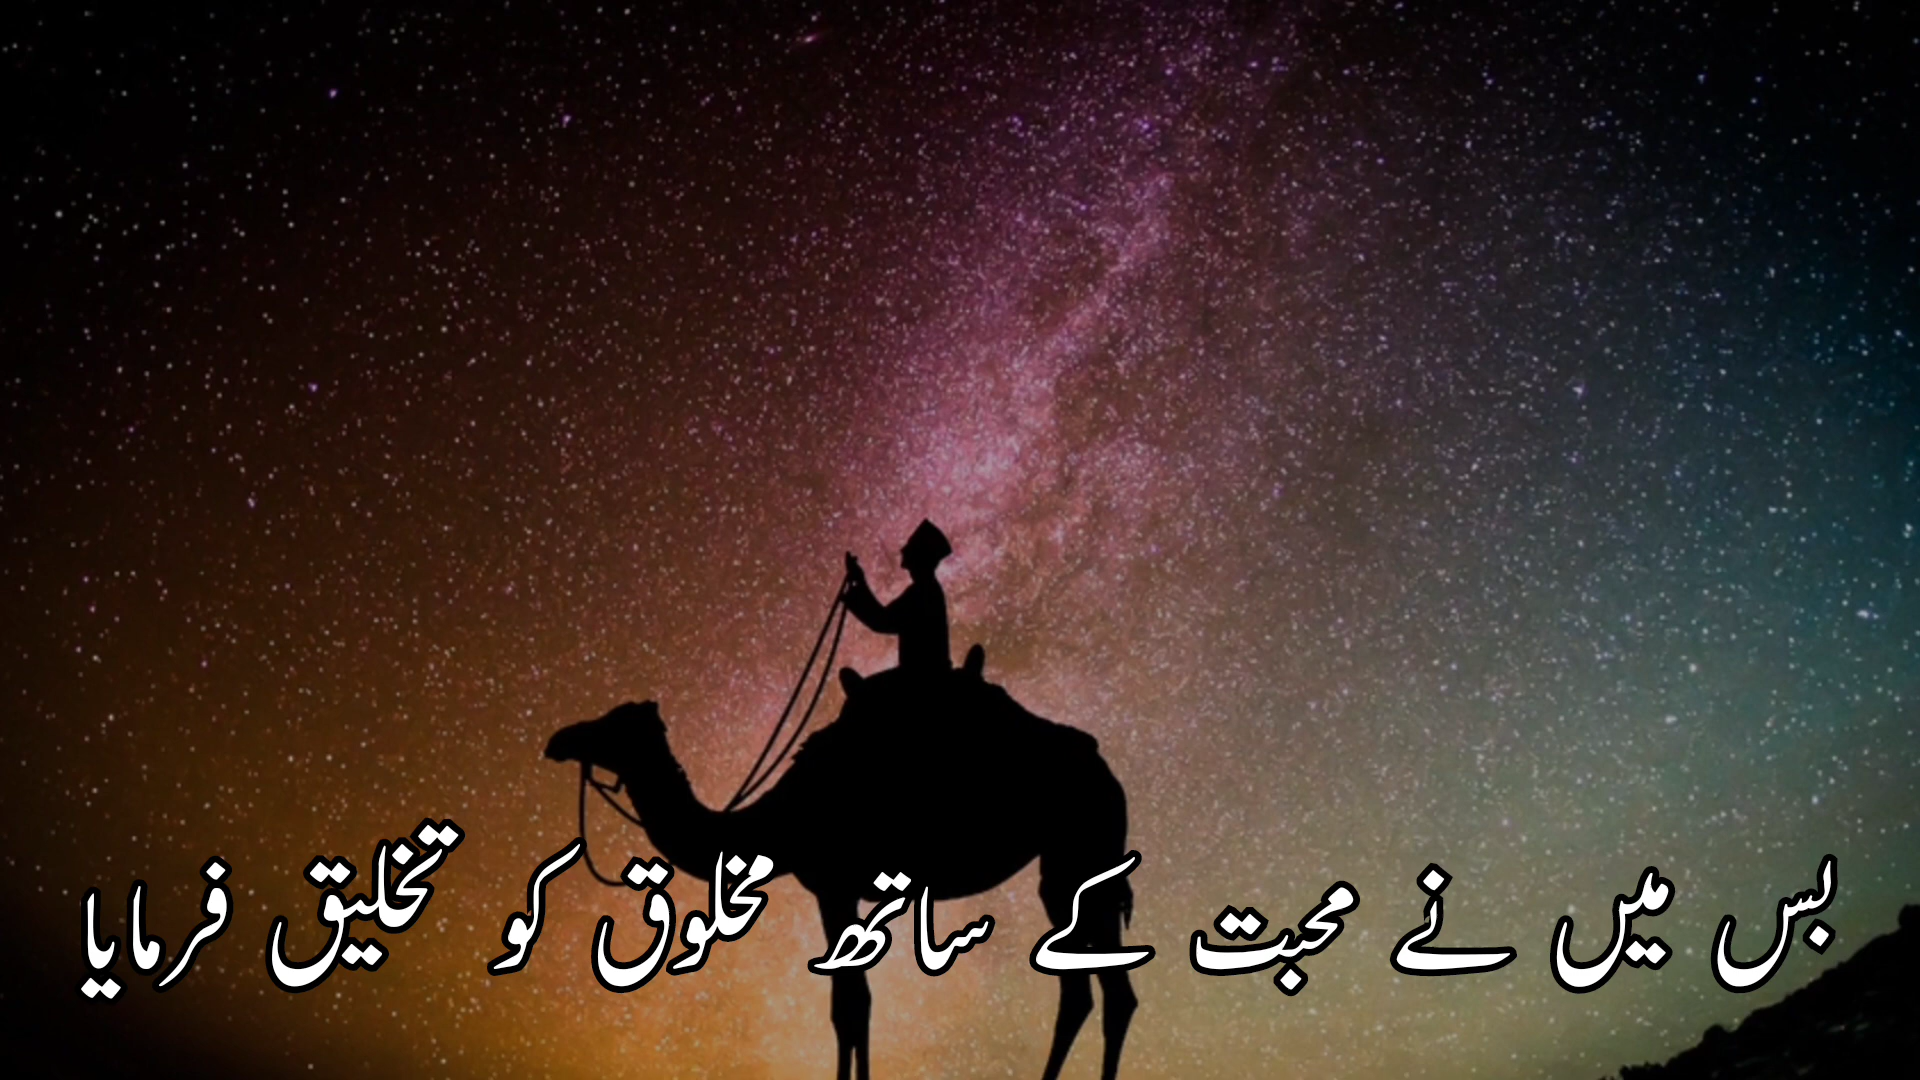 بس میں نے محبت کے ساتھ مخلوق کو تخلیق فرمایا